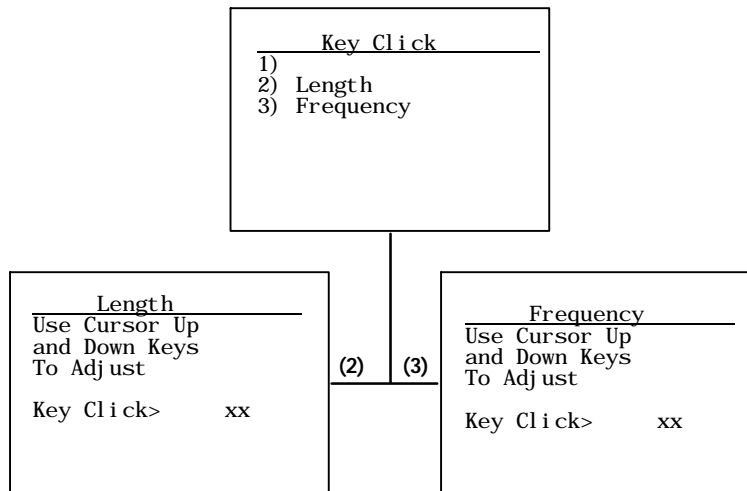 Key Click
1)
2) Length
3) Frequency
Length
Use Cursor Up
and Down Keys
To Adjust
Key Click> xx
(2)
(3)
Frequency
Use Cursor Up
and Down Keys
To Adjust
Key Click> xx